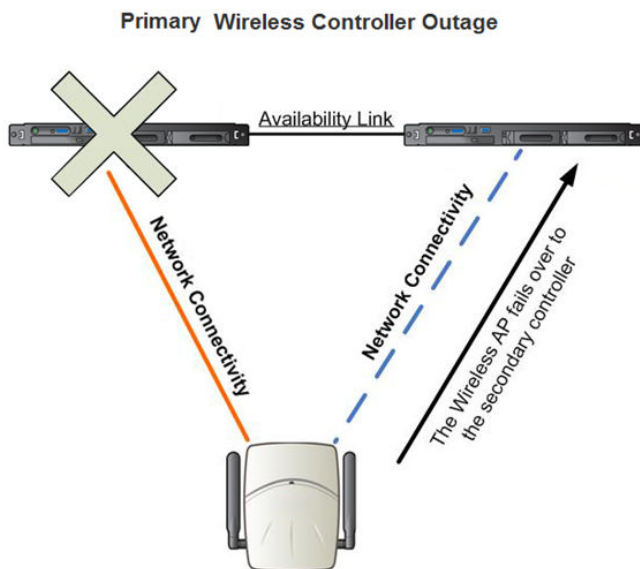 Primary Wireless Controller Outage
Availability Link
Network Connectivity
Network Connectivity
The Wireless AP fails over to
the secondary controller